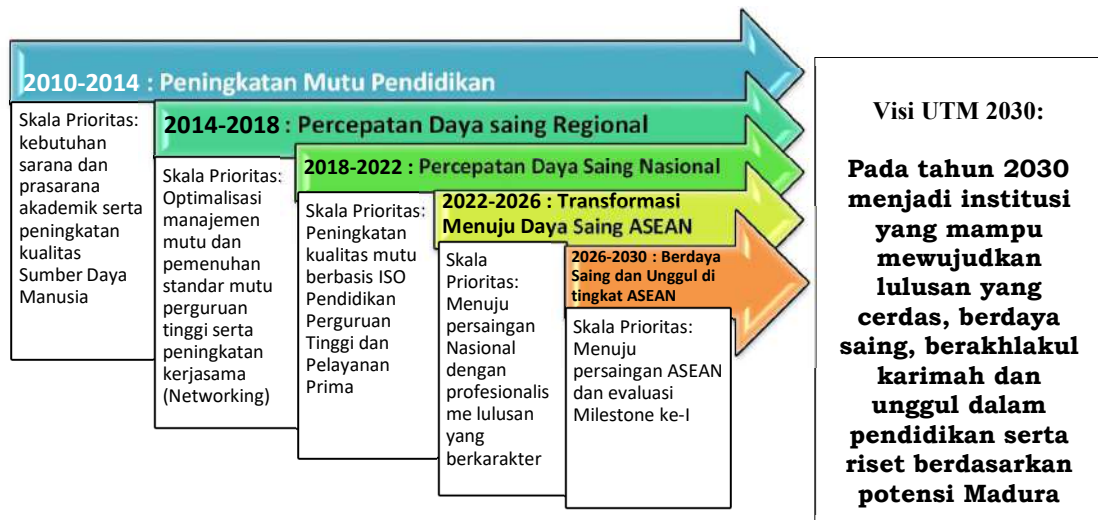 2010-2014 : Peningkatan Mutu Pendidikan
Skala Prioritas:
kebutuhan
sarana dan
prasarana
akademik serta
peningkatan
kualitas
Sumber Daya
Manusia
2014-2018 : Percepatan Daya saing Regional
Skala Prioritas:
Optimalisasi
manajemen
mutu dan
pemenuhan
standar mutu
perguruan
tinggi serta
peningkatan
kerjasama
(Networking)
2018-2022 : Percepatan Daya Saing Nasional
Skala Prioritas:
Peningkatan
kualitas mutu
berbasis ISO
Pendidikan
Perguruan
Tinggi dan
Pelayanan
Prima
2022-2026 : Transformasi
Menuju Daya Saing ASEAN
Skala
Prioritas:
Menuju
persaingan
Nasional
dengan
profesionalis
me lulusan
yang
berkarakter
2026-2030 : Berdaya
Saing dan Unggul di
tingkat ASEAN
Skala Prioritas:
Menuju
persaingan ASEAN
dan evaluasi
Milestone ke-I
Visi UTM 2030:
Pada tahun 2030
menjadi institusi
yang mampu
mewujudkan
lulusan yang
cerdas, berdaya
saing, berakhlakul
karimah dan
unggul dalam
pendidikan serta
riset berdasarkan
potensi Madura